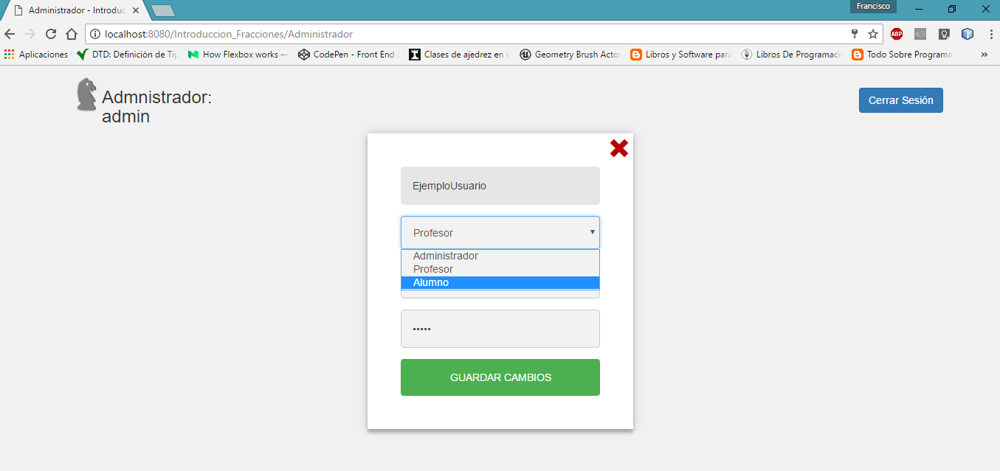 Administrador - Introduc
Francisco
localhost:8080/Introduccion_Fracciones/Administrador
ABP
Aplicaciones
DTD: Definición de Tip
How Flexbox works —
CodePen - Front End
Clases de ajedrez en v
Geometry Brush Actor
Libros y Software para
Libros De Programaci
Todo Sobre Programa
»
Admnistrador:
admin
Cerrar Sesión
EjemploUsuario
Profesor
Administrador
Profesor
Alumno
•••••
GUARDAR CAMBIOS